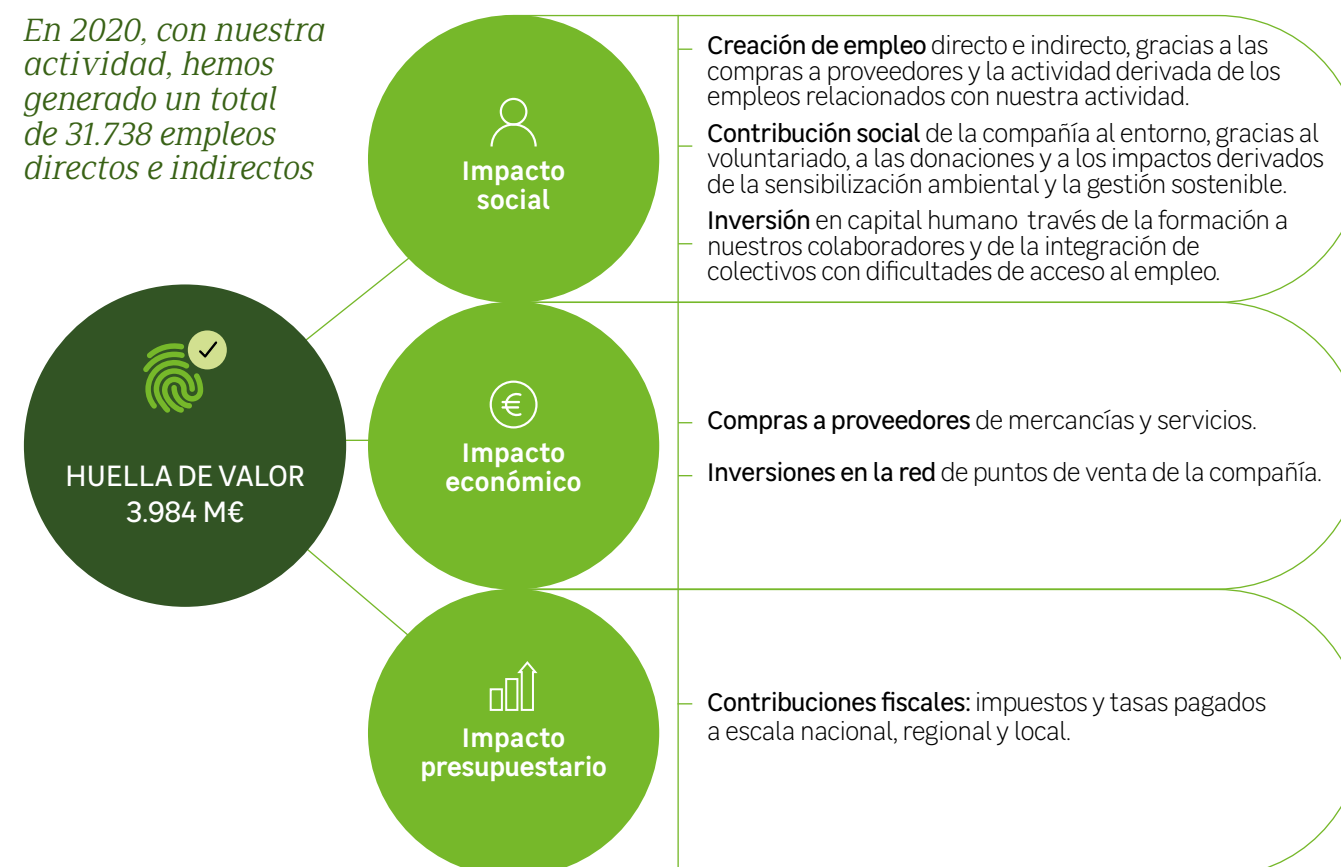 En 2020, con nuestra
actividad, hemos
generado un total
de 31.738 empleos
directos e indirectos
HUELLA DE VALOR
3.984 M€
Impacto
social
Creación de empleo directo e indirecto, gracias a las
compras a proveedores y la actividad derivada de los
empleos relacionados con nuestra actividad.
Contribución social de la compañía al entorno, gracias al
voluntariado, a las donaciones y a los impactos derivados
de la sensibilización ambiental y la gestión sostenible.
Inversión en capital humano través de la formación a
nuestros colaboradores y de la integración de
colectivos con dificultades de acceso al empleo.
€
Impacto
económico
Compras a proveedores de mercancías y servicios.
Inversiones en la red de puntos de venta de la compañía.
Impacto
presupuestario
Contribuciones fiscales: impuestos y tasas pagados
a escala nacional, regional y local.